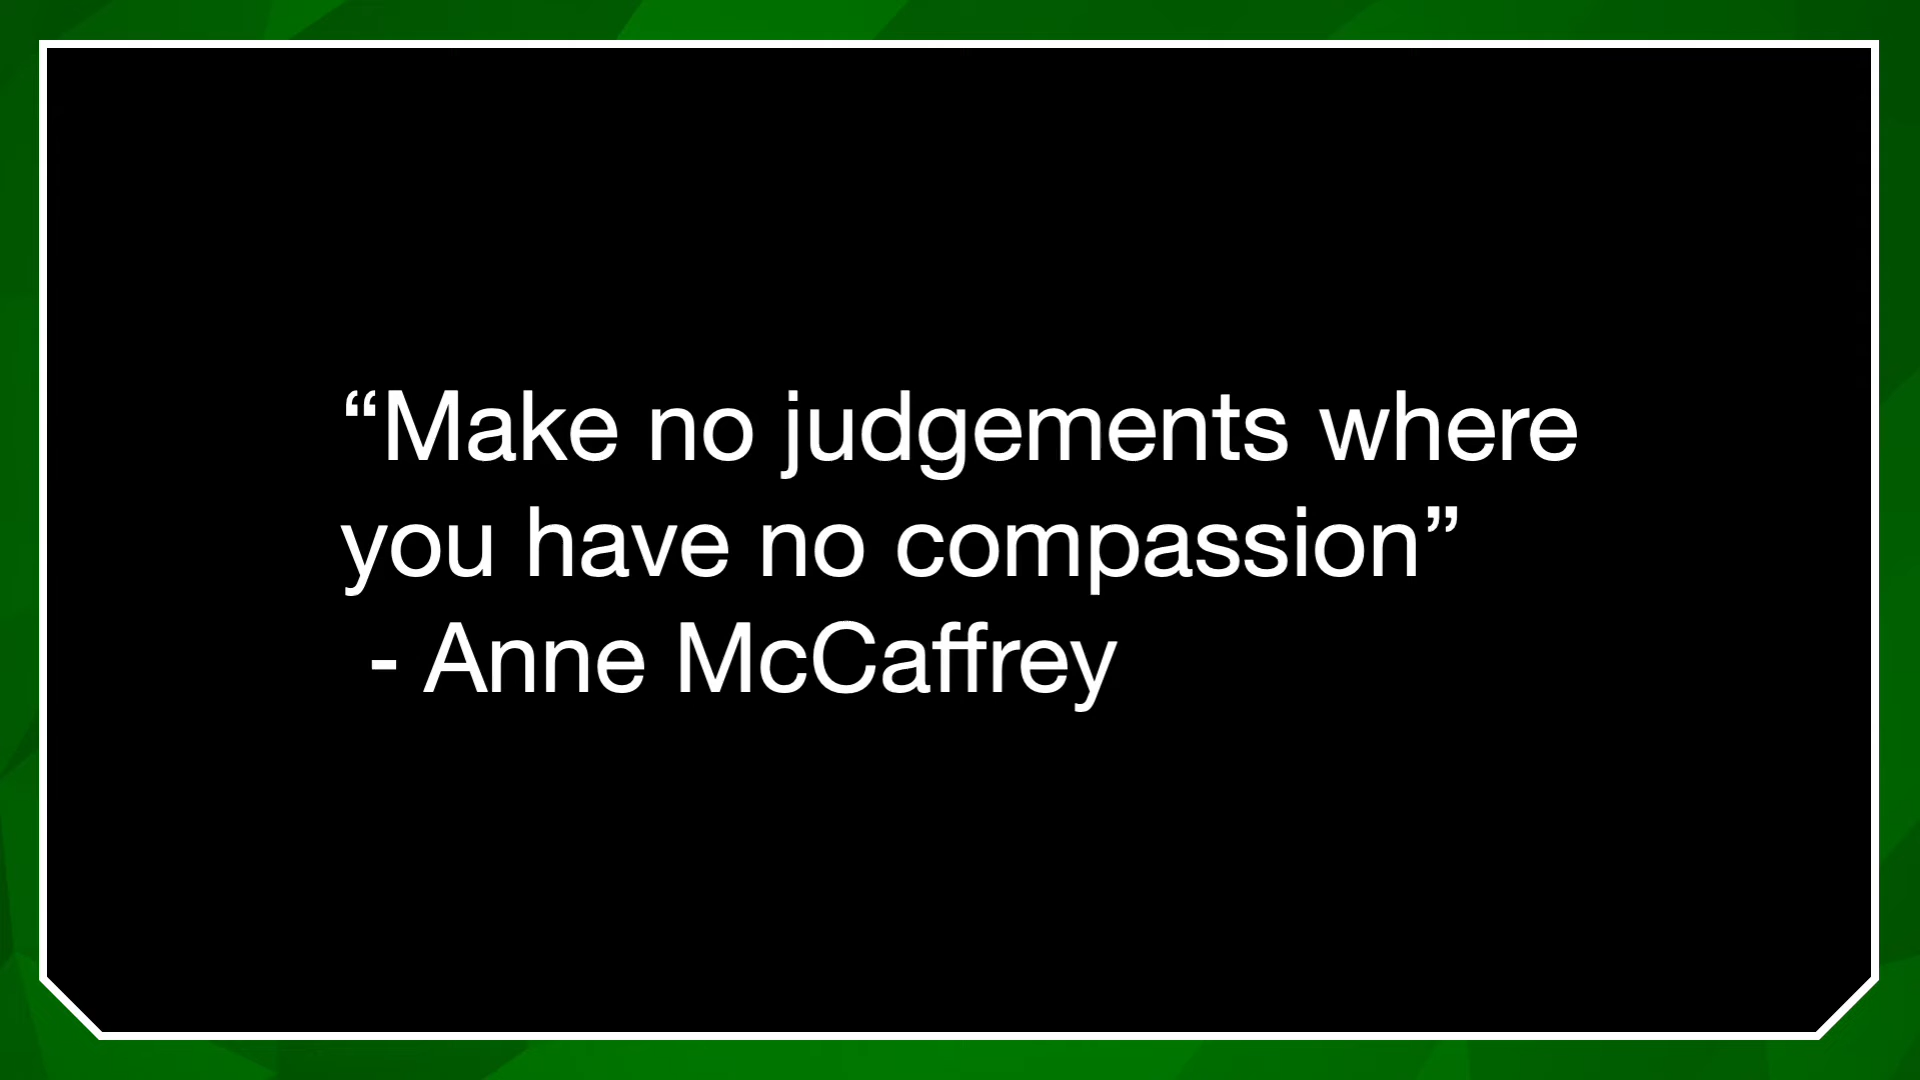 “Make no judgements where
you have no compassion”
- Anne McCaffrey